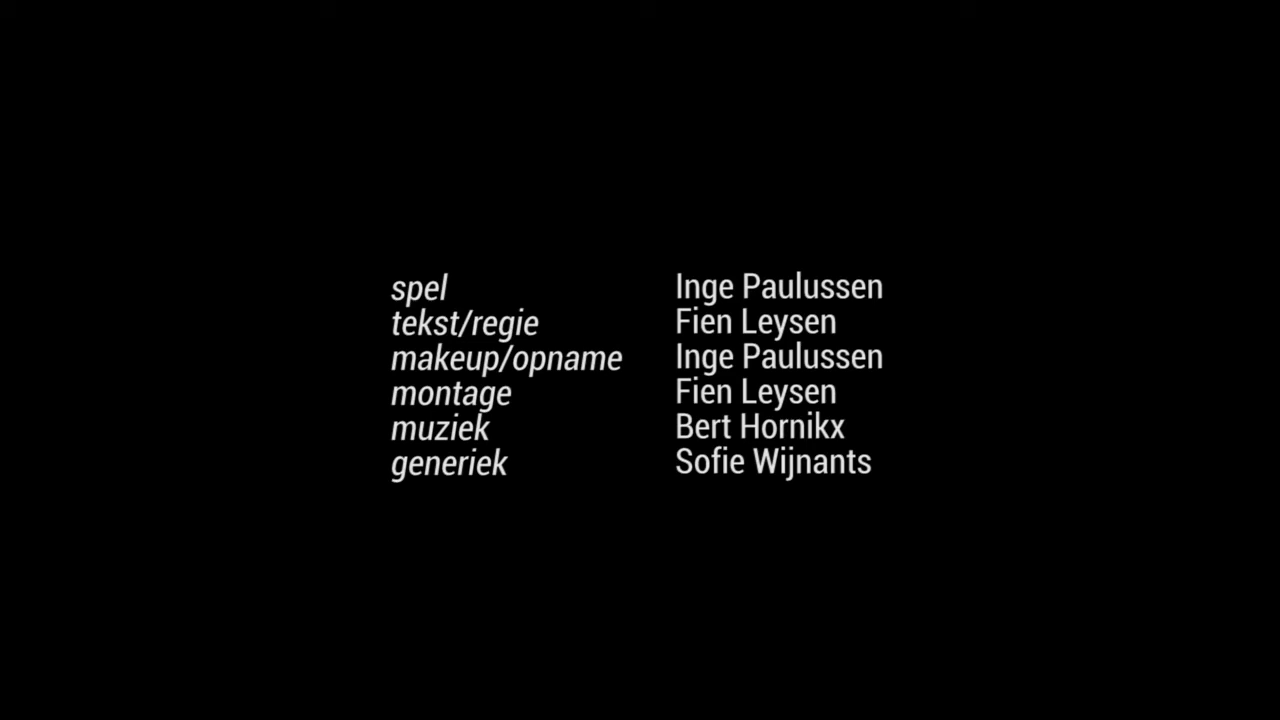 spel Inge Paulussen
tekst/regie Fien Leysen
makeup/opname Inge Paulussen
montage Fien Leysen
muziek Bert Hornikx
generiek Sofie Wijnants